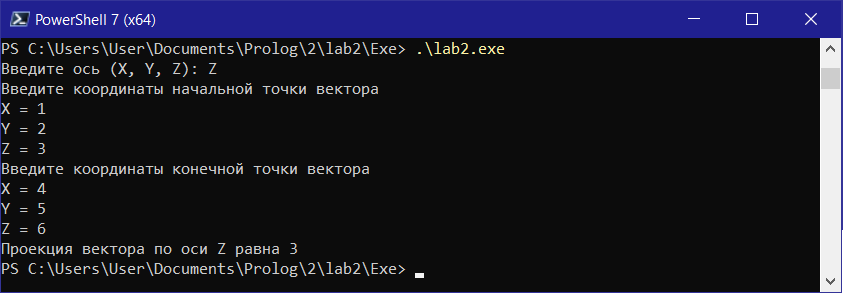 PowerShell 7 (x64)
PS C:\Users\User\Documents\Prolog\2\lab2\Exe> .\lab2.exe
Введите ось (X, Y, Z): Z
Введите координаты начальной точки вектора
X = 1
Y = 2
Z = 3
Введите координаты конечной точки вектора
X = 4
Y = 5
Z = 6
Проекция вектора по оси Z равна 3
PS C:\Users\User\Documents\Prolog\2\lab2\Exe>